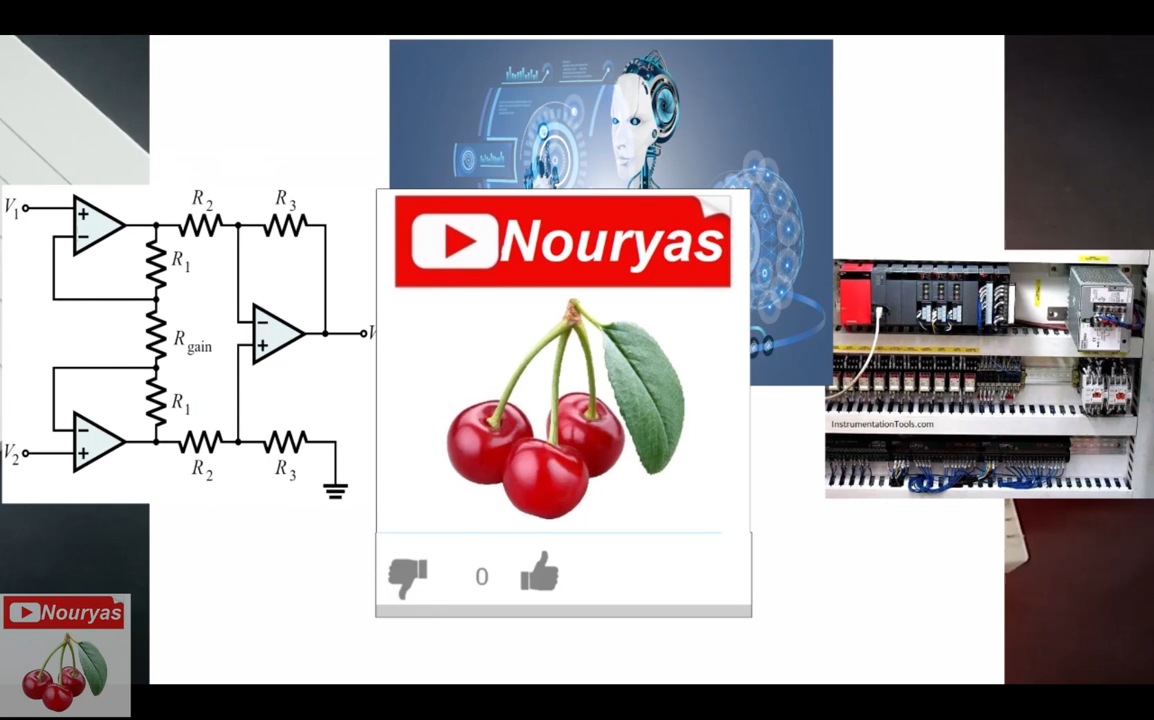 V1
R2
R3
R1
Rgain
R1
V2
R2
R3
+
−
−
+
−
+
Nouryas
0
InstrumentationTools.com
Nouryas